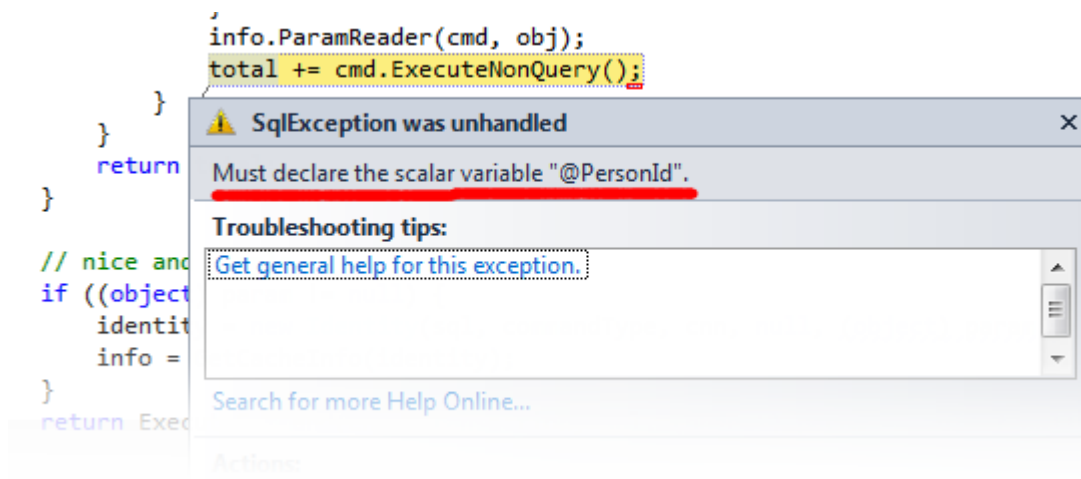 info.ParamReader(cmd, obj);
total += cmd.ExecuteNonQuery();
}
SqlException was unhandled
}
return
Must declare the scalar variable "@PersonId".
}
Troubleshooting tips:
// nice and
Get general help for this exception.
if ((object
identit
info =
}
Search for more Help Online...
return Exec
Actions: